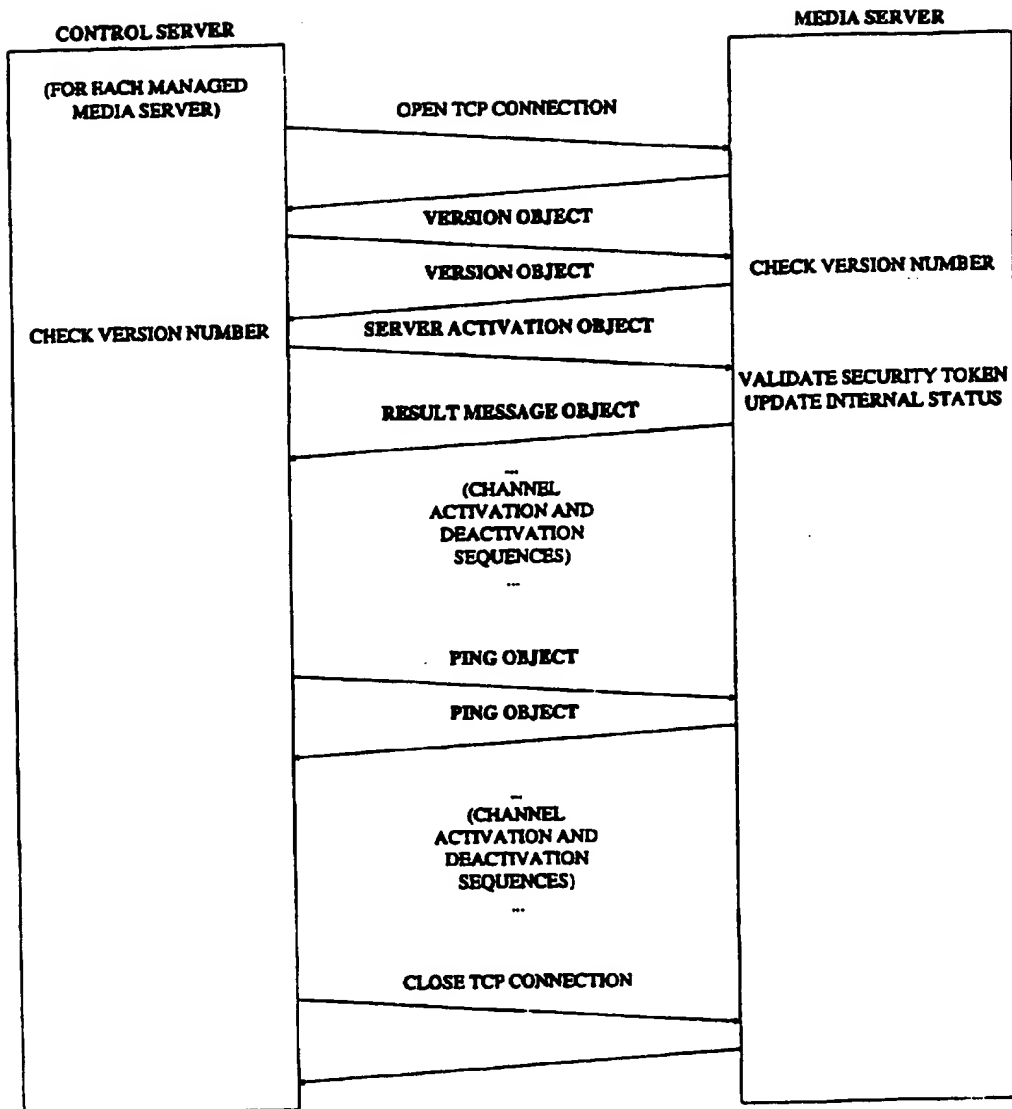 CONTROL SERVER
MEDIA SERVER
(FOR EACH MANAGED
MEDIA SERVER)
OPEN TCP CONNECTION
VERSION OBJECT
VERSION OBJECT
CHECK VERSION NUMBER
CHECK VERSION NUMBER
SERVER ACTIVATION OBJECT
VALIDATE SECURITY TOKEN
UPDATE INTERNAL STATUS
RESULT MESSAGE OBJECT
...
(CHANNEL
ACTIVATION AND
DEACTIVATION
SEQUENCES)
...
PING OBJECT
PING OBJECT
...
(CHANNEL
ACTIVATION AND
DEACTIVATION
SEQUENCES)
...
CLOSE TCP CONNECTION